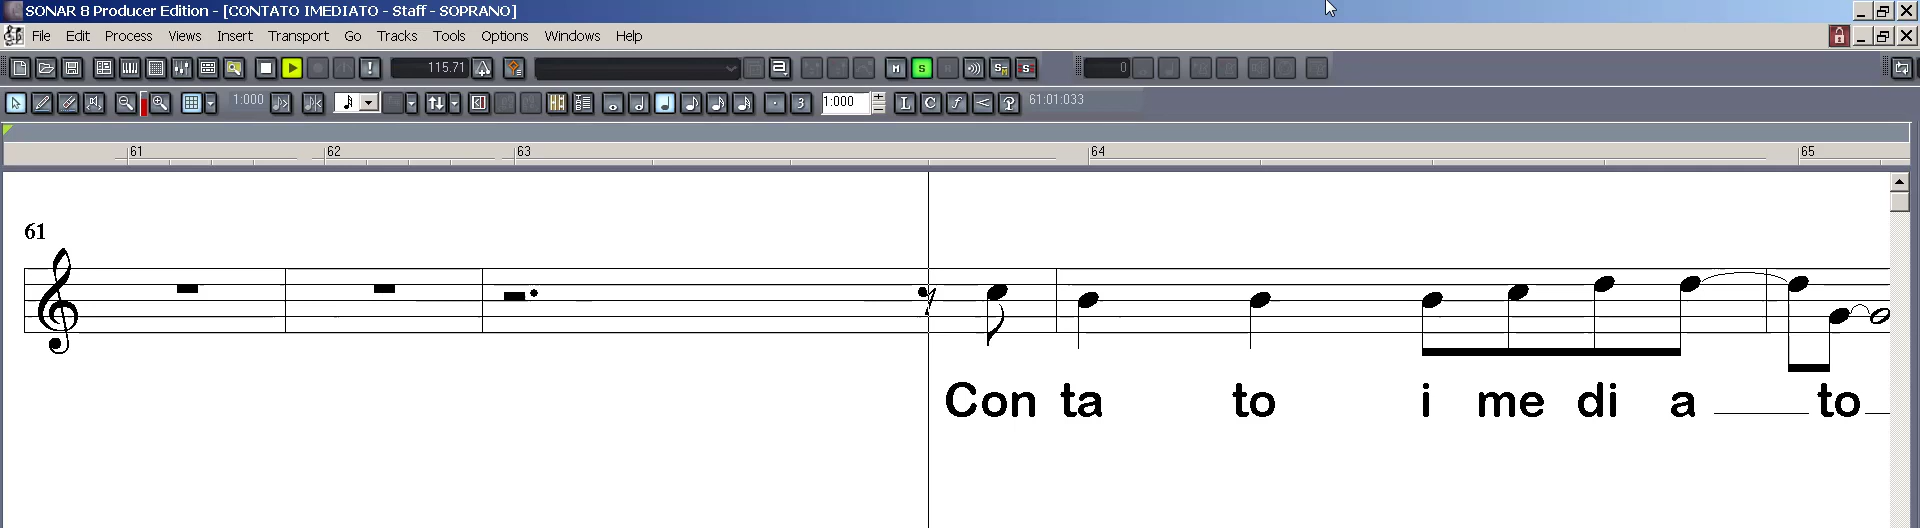 SONAR 8 Producer Edition - [CONTATO IMEDIATO - Staff - SOPRANO]
File Edit Process Views Insert Transport Go Tracks Tools Options Windows Help
115.71 M S R 0
1:000 3 1:000 L C f < 61:01:033
61 62 63 64 65
61
Con ta to i me di a to